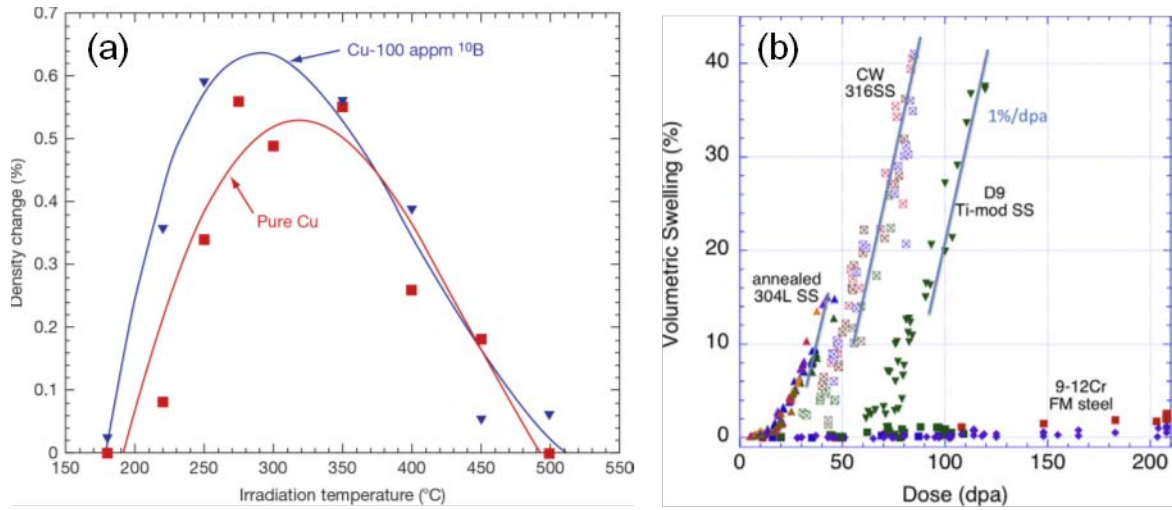 (a)
Cu-100 appm ¹⁰B
Pure Cu
Density change (%)
0.7
0.6
0.5
0.4
0.3
0.2
0.1
0
150 200 250 300 350 400 450 500 550
Irradiation temperature (°C)
(b)
CW
316SS
1%/dpa
D9
Ti-mod SS
annealed
304L SS
9-12Cr
FM steel
Volumetric Swelling (%)
40
30
20
10
0
0 50 100 150 200
Dose (dpa)